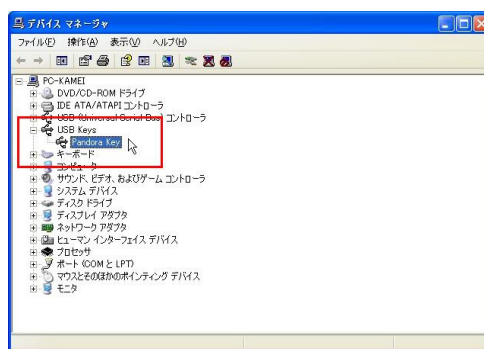 デバイス マネージャ
ファイル(F) 操作(A) 表示(V) ヘルプ(H)
PC-KAMEI
DVD/CD-ROM ドライブ
IDE ATA/ATAPI コントローラ
USB (Universal Serial Bus) コントローラ
USB Keys
Pandora Key
キーボード
コンピュータ
サウンド、ビデオ、およびゲーム コントローラ
システム デバイス
ディスク ドライブ
ディスプレイ アダプタ
ネットワーク アダプタ
ヒューマン インターフェイス デバイス
プロセッサ
ポート (COM と LPT)
マウスとそのほかのポインティング デバイス
モニタ